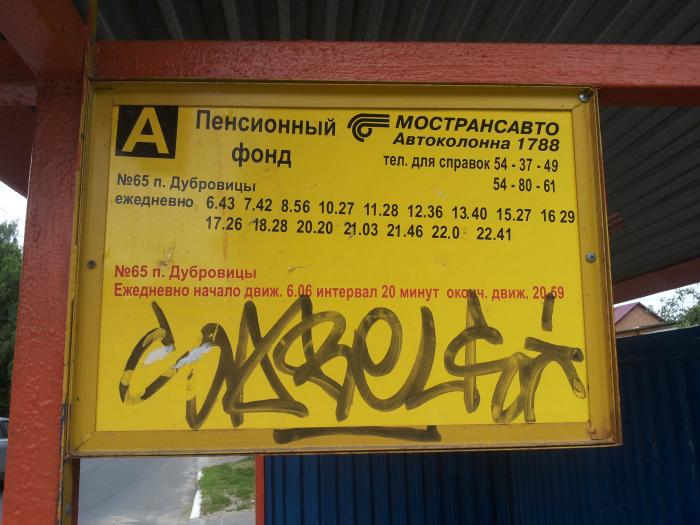 А Пенсионный фонд
МОСТРАНСАВТО
Автоколонна 1788
тел. для справок 54 - 37 - 49
54 - 80 - 61
№65 п. Дубровицы
ежедневно 6.43 7.42 8.56 10.27 11.28 12.36 13.40 15.27 16 29
17.26 18.28 20.20 21.03 21.46 22.0 22.41
№65 п. Дубровицы
Ежедневно начало движ. 6.06 интервал 20 минут оконч. движ. 20.59